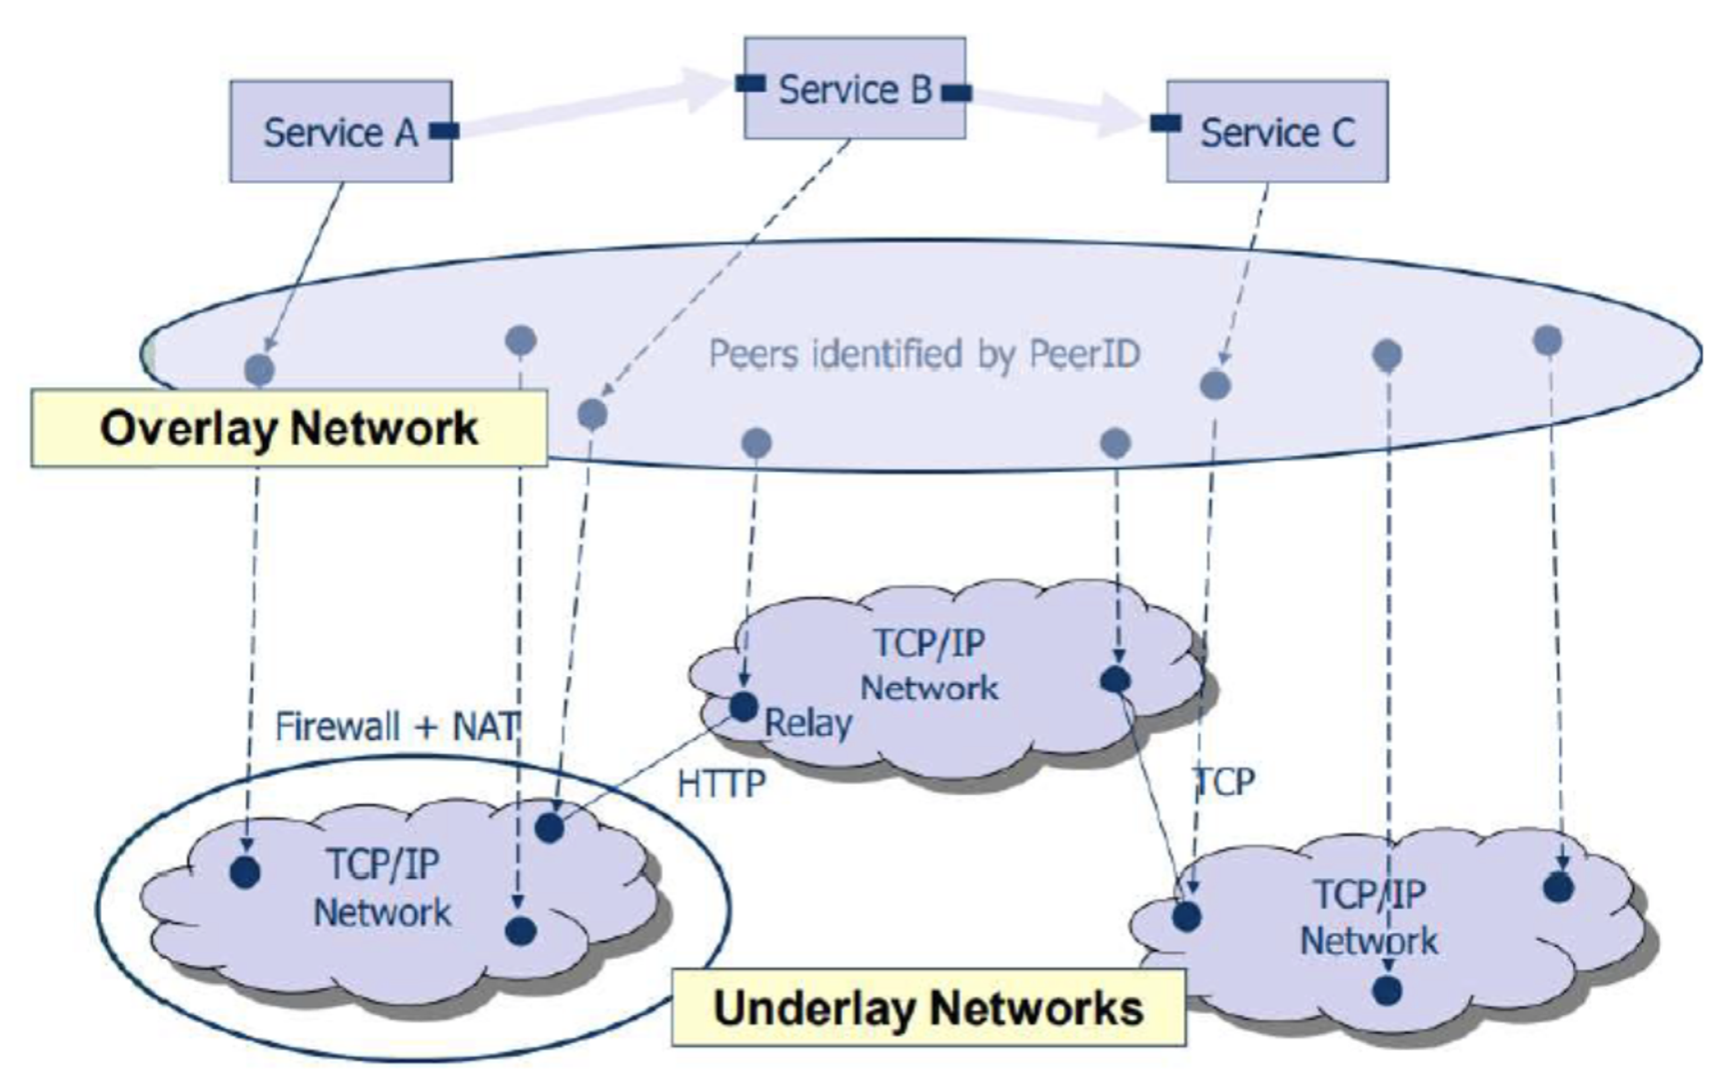 Service A
Service B
Service C
Peers identified by PeerID
Overlay Network
TCP/IP
Network
Relay
Firewall + NAT
HTTP
TCP
TCP/IP
Network
TCP/IP
Network
Underlay Networks